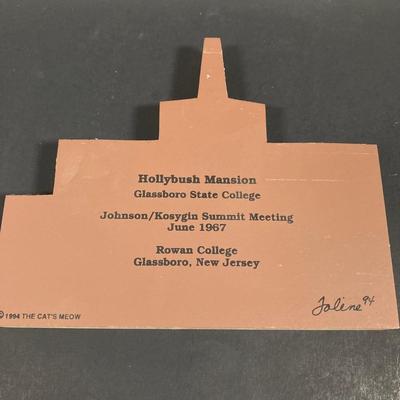 Hollybush Mansion
Glassboro State College
Johnson/Kosygin Summit Meeting
June 1967
Rowan College
Glassboro, New Jersey
Jaline 94
© 1994 THE CAT'S MEOW